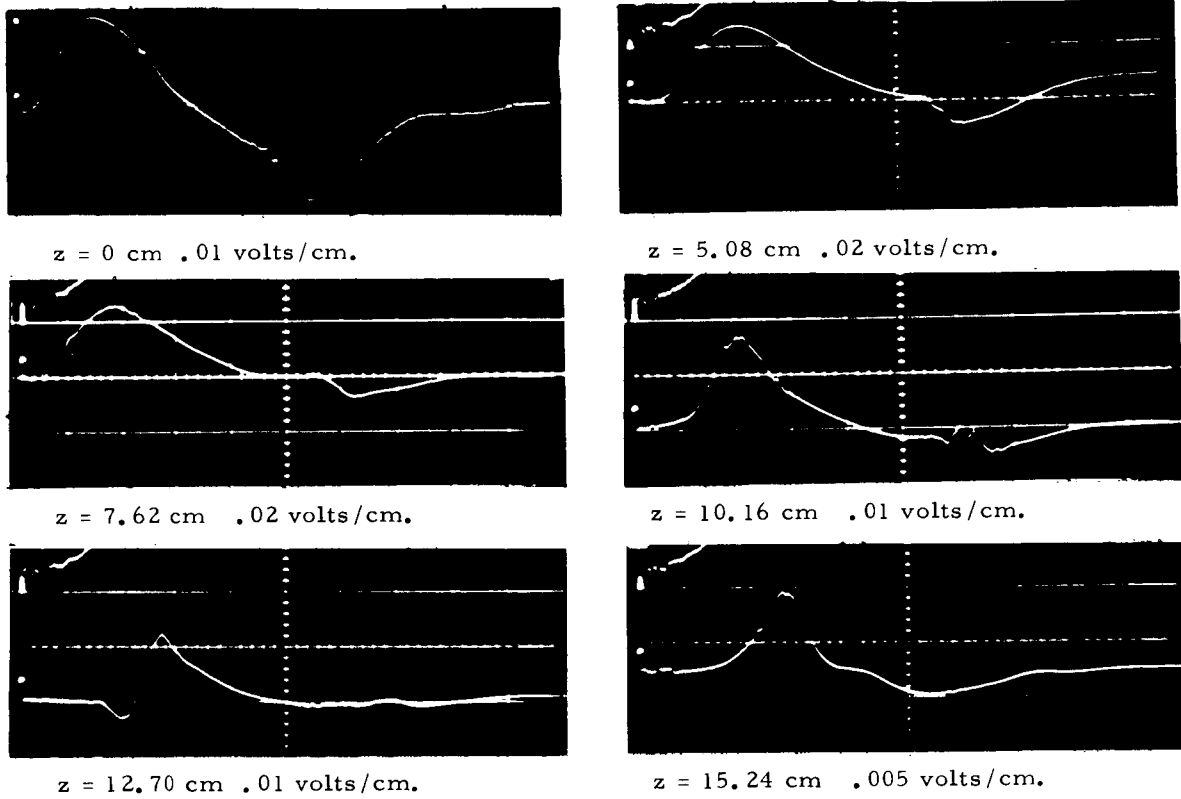 z = 0 cm .01 volts/cm.
z = 5.08 cm .02 volts/cm.
z = 7.62 cm .02 volts/cm.
z = 10.16 cm .01 volts/cm.
z = 12.70 cm .01 volts/cm.
z = 15.24 cm .005 volts/cm.